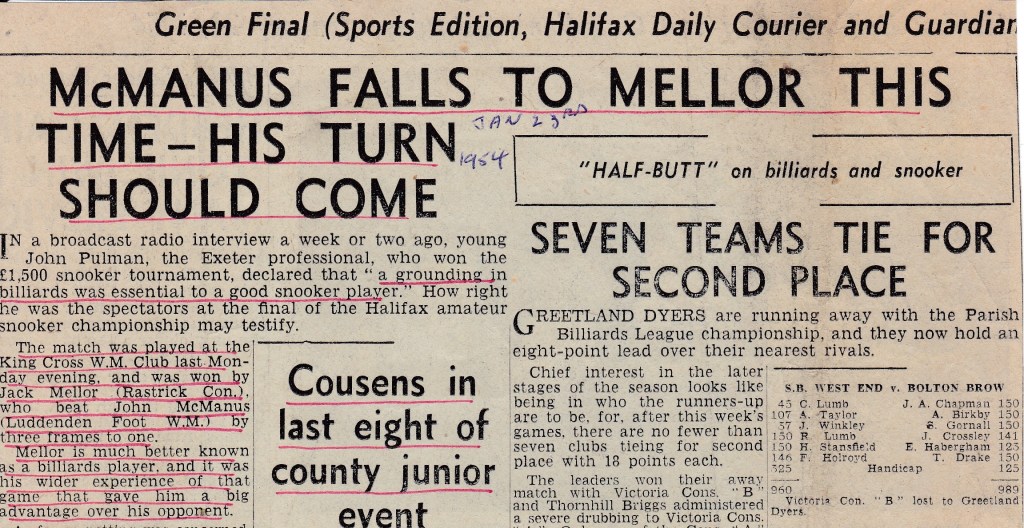 Green Final (Sports Edition, Halifax Daily Courier and Guardian
McMANUS FALLS TO MELLOR THIS
TIME—HIS TURN
SHOULD COME
JAN 23RD
1954
IN a broadcast radio interview a week or two ago, young
John Pulman, the Exeter professional, who won the
£1,500 snooker tournament, declared that "a grounding in
billiards was essential to a good snooker player." How right
he was the spectators at the final of the Halifax amateur
snooker championship may testify.
The match was played at the
King Cross W.M. Club last Mon-
day evening, and was won by
Jack Mellor (Rastrick Con.),
who beat John McManus
(Luddenden Foot W.M.) by
three frames to one.
Mellor is much better known
as a billiards player, and it was
his wider experience of that
game that gave him a big
advantage over his opponent.
Cousens in
last eight of
county junior
event
"HALF-BUTT" on billiards and snooker
SEVEN TEAMS TIE FOR
SECOND PLACE
GREETLAND DYERS are running away with the Parish
Billiards League championship, and they now hold an
eight-point lead over their nearest rivals.
Chief interest in the later
stages of the season looks like
being in who the runners-up
are to be, for, after this week's
games, there are no fewer than
seven clubs tieing for second
place with 18 points each.
The leaders won their away
match with Victoria Cons. "B"
and Thornhill Briggs administered
a severe drubbing to Victoria Cons.
S.B. WEST END v. BOLTON BROW
45 C. Lumb J. A. Chapman 150
107 A. Taylor A. Birkby 150
37 J. Winkley S. Gornall 150
150 R. Lumb J. Crossley 141
150 H. Stansfield E. Habergham 123
146 F. Holroyd T. Drake 150
325 Handicap 125
960 989
Victoria Con. "B" lost to Greetland
Dyers.